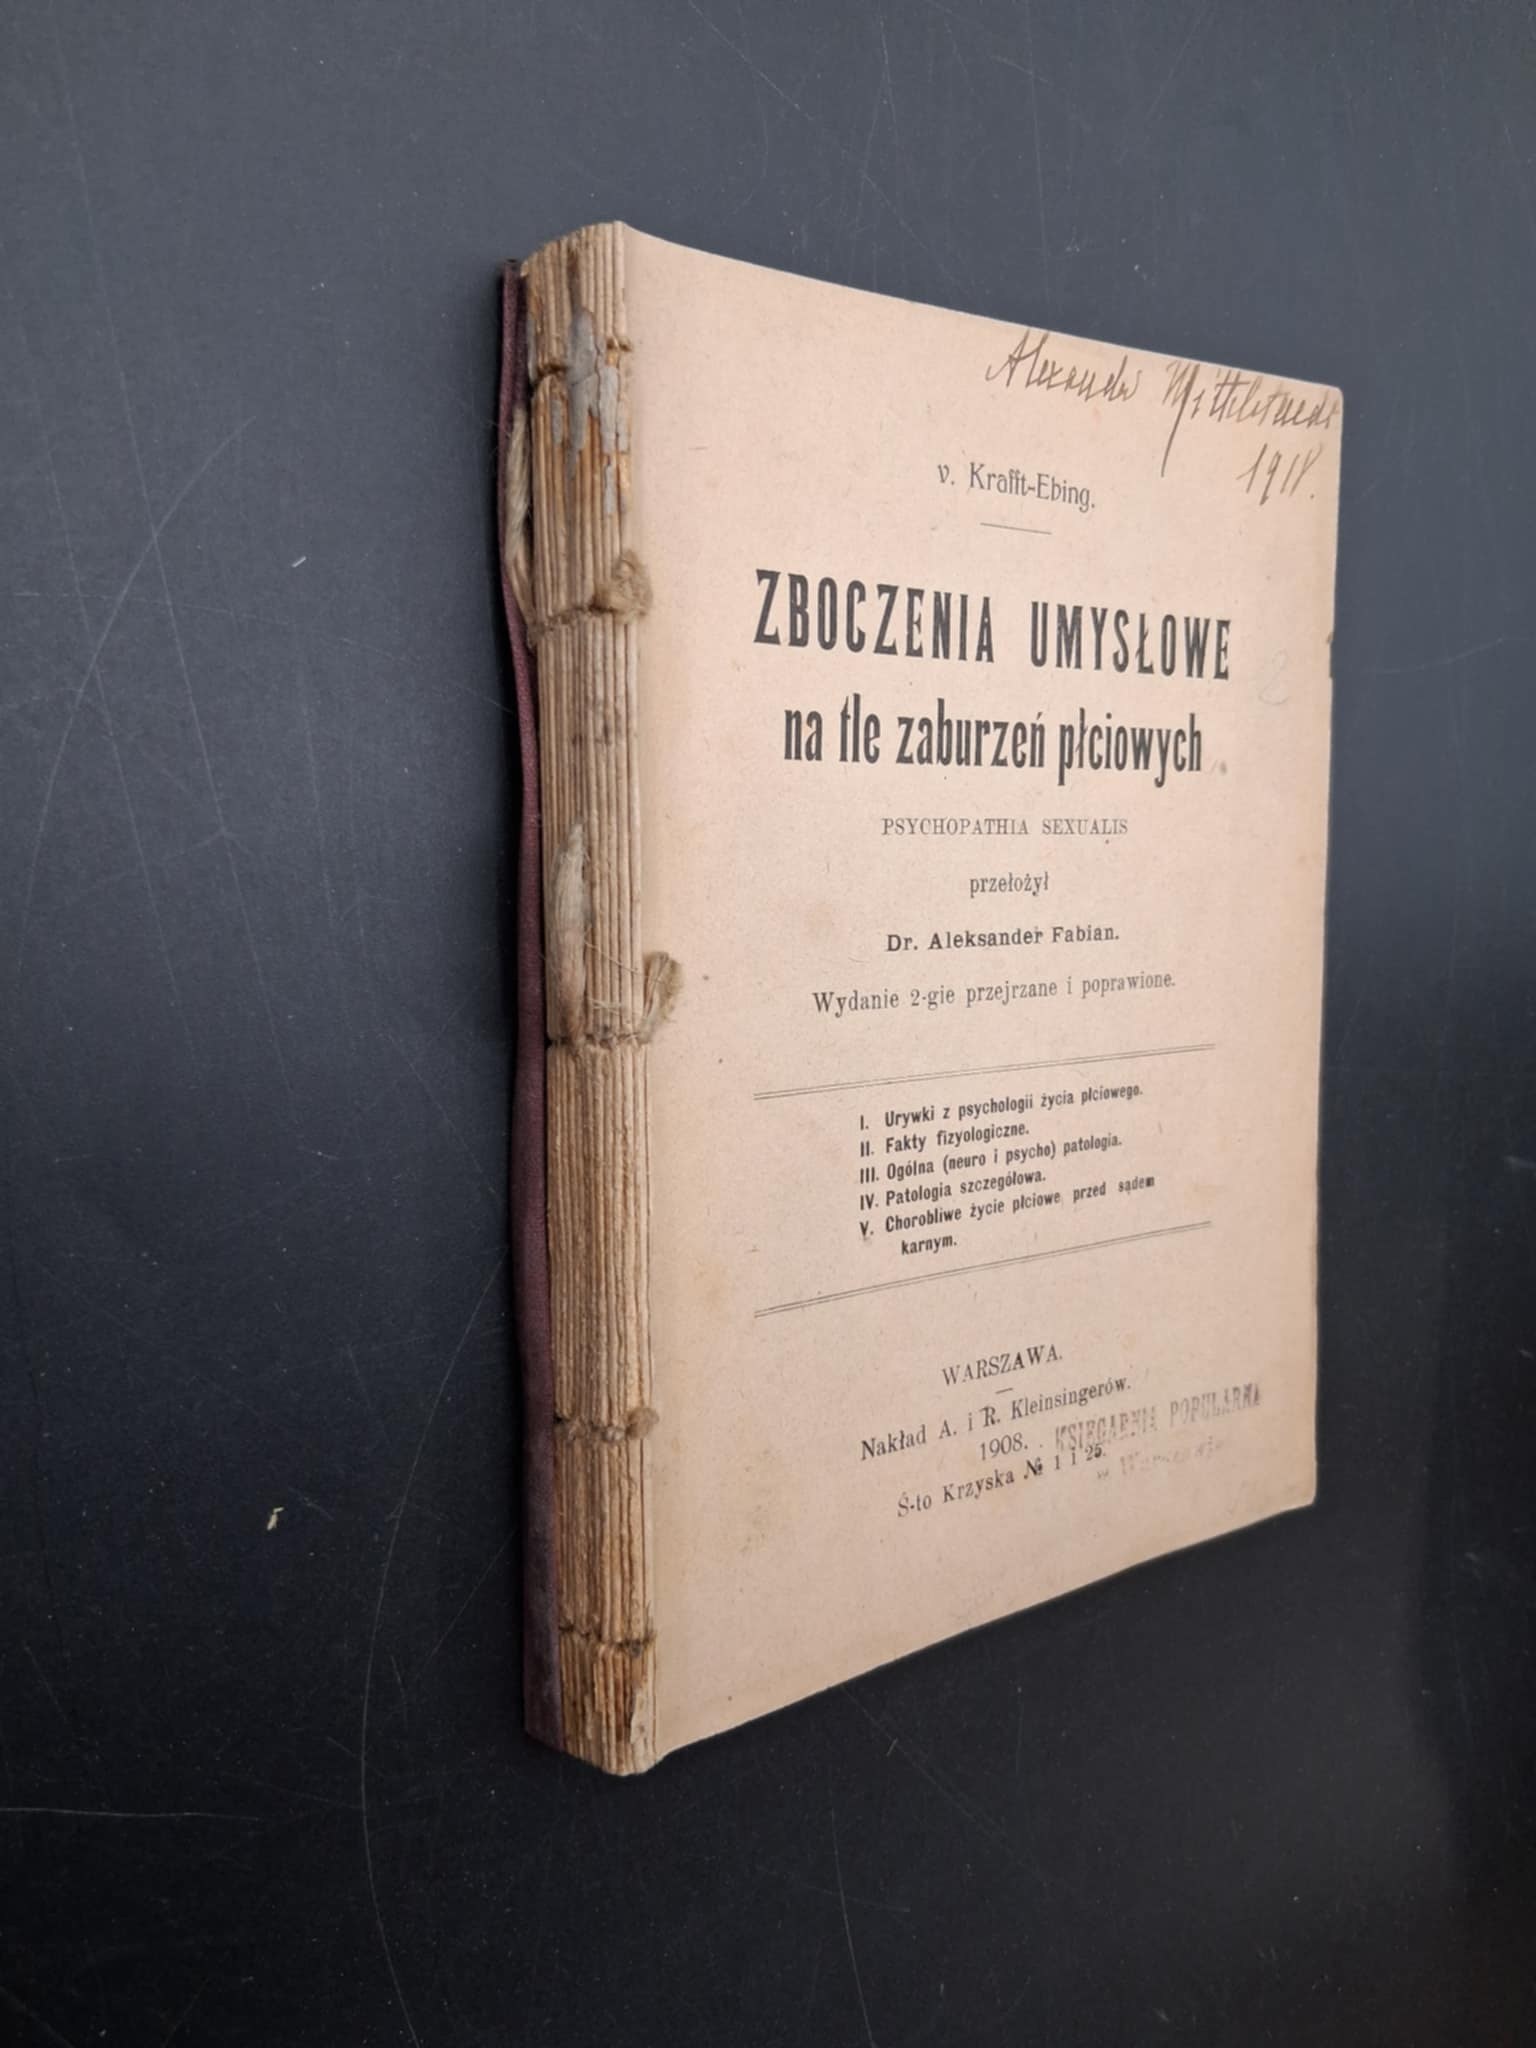 1918.
v. Krafft-Ebing.
ZBOCZENIA UMYSŁOWE
na tle zaburzeń płciowych
PSYCHOPATHIA SEXUALIS
przełożył
Dr. Aleksander Fabian.
Wydanie 2-gie przejrzane i poprawione.
I. Urywki z psychologii życia płciowego.
II. Fakty fizyologiczne.
III. Ogólna (neuro i psycho) patologia.
IV. Patologia szczegółowa.
V. Chorobliwe życie płciowe przed sądem
karnym.
WARSZAWA.
Nakład A. i R. Kleinsingerów.
1908.
Ś-to Krzyska № 1 i 25.
KSIĘGARNIA POPULARNA
w Warszawie